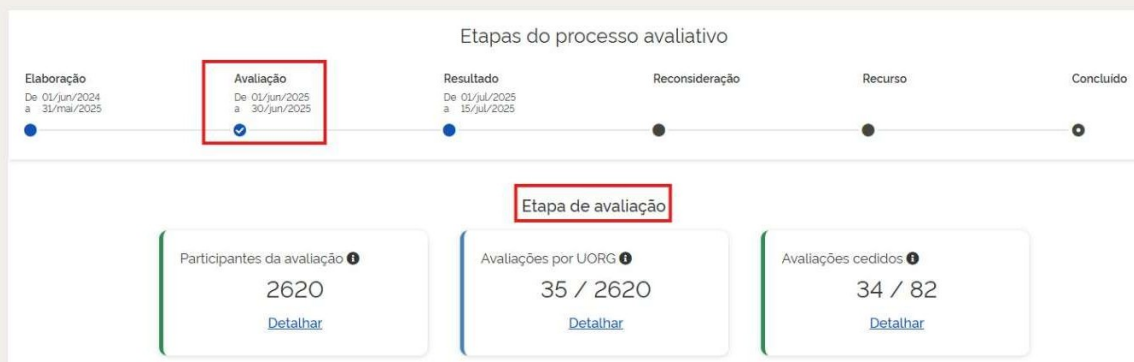 Etapas do processo avaliativo
Elaboração
De 01/jun/2024
a 31/mai/2025
Avaliação
De 01/jun/2025
a 30/jun/2025
Resultado
De 01/jul/2025
a 15/jul/2025
Reconsideração
Recurso
Concluído
Etapa de avaliação
Participantes da avaliação
2620
Detalhar
Avaliações por UORG
35 / 2620
Detalhar
Avaliações cedidos
34 / 82
Detalhar